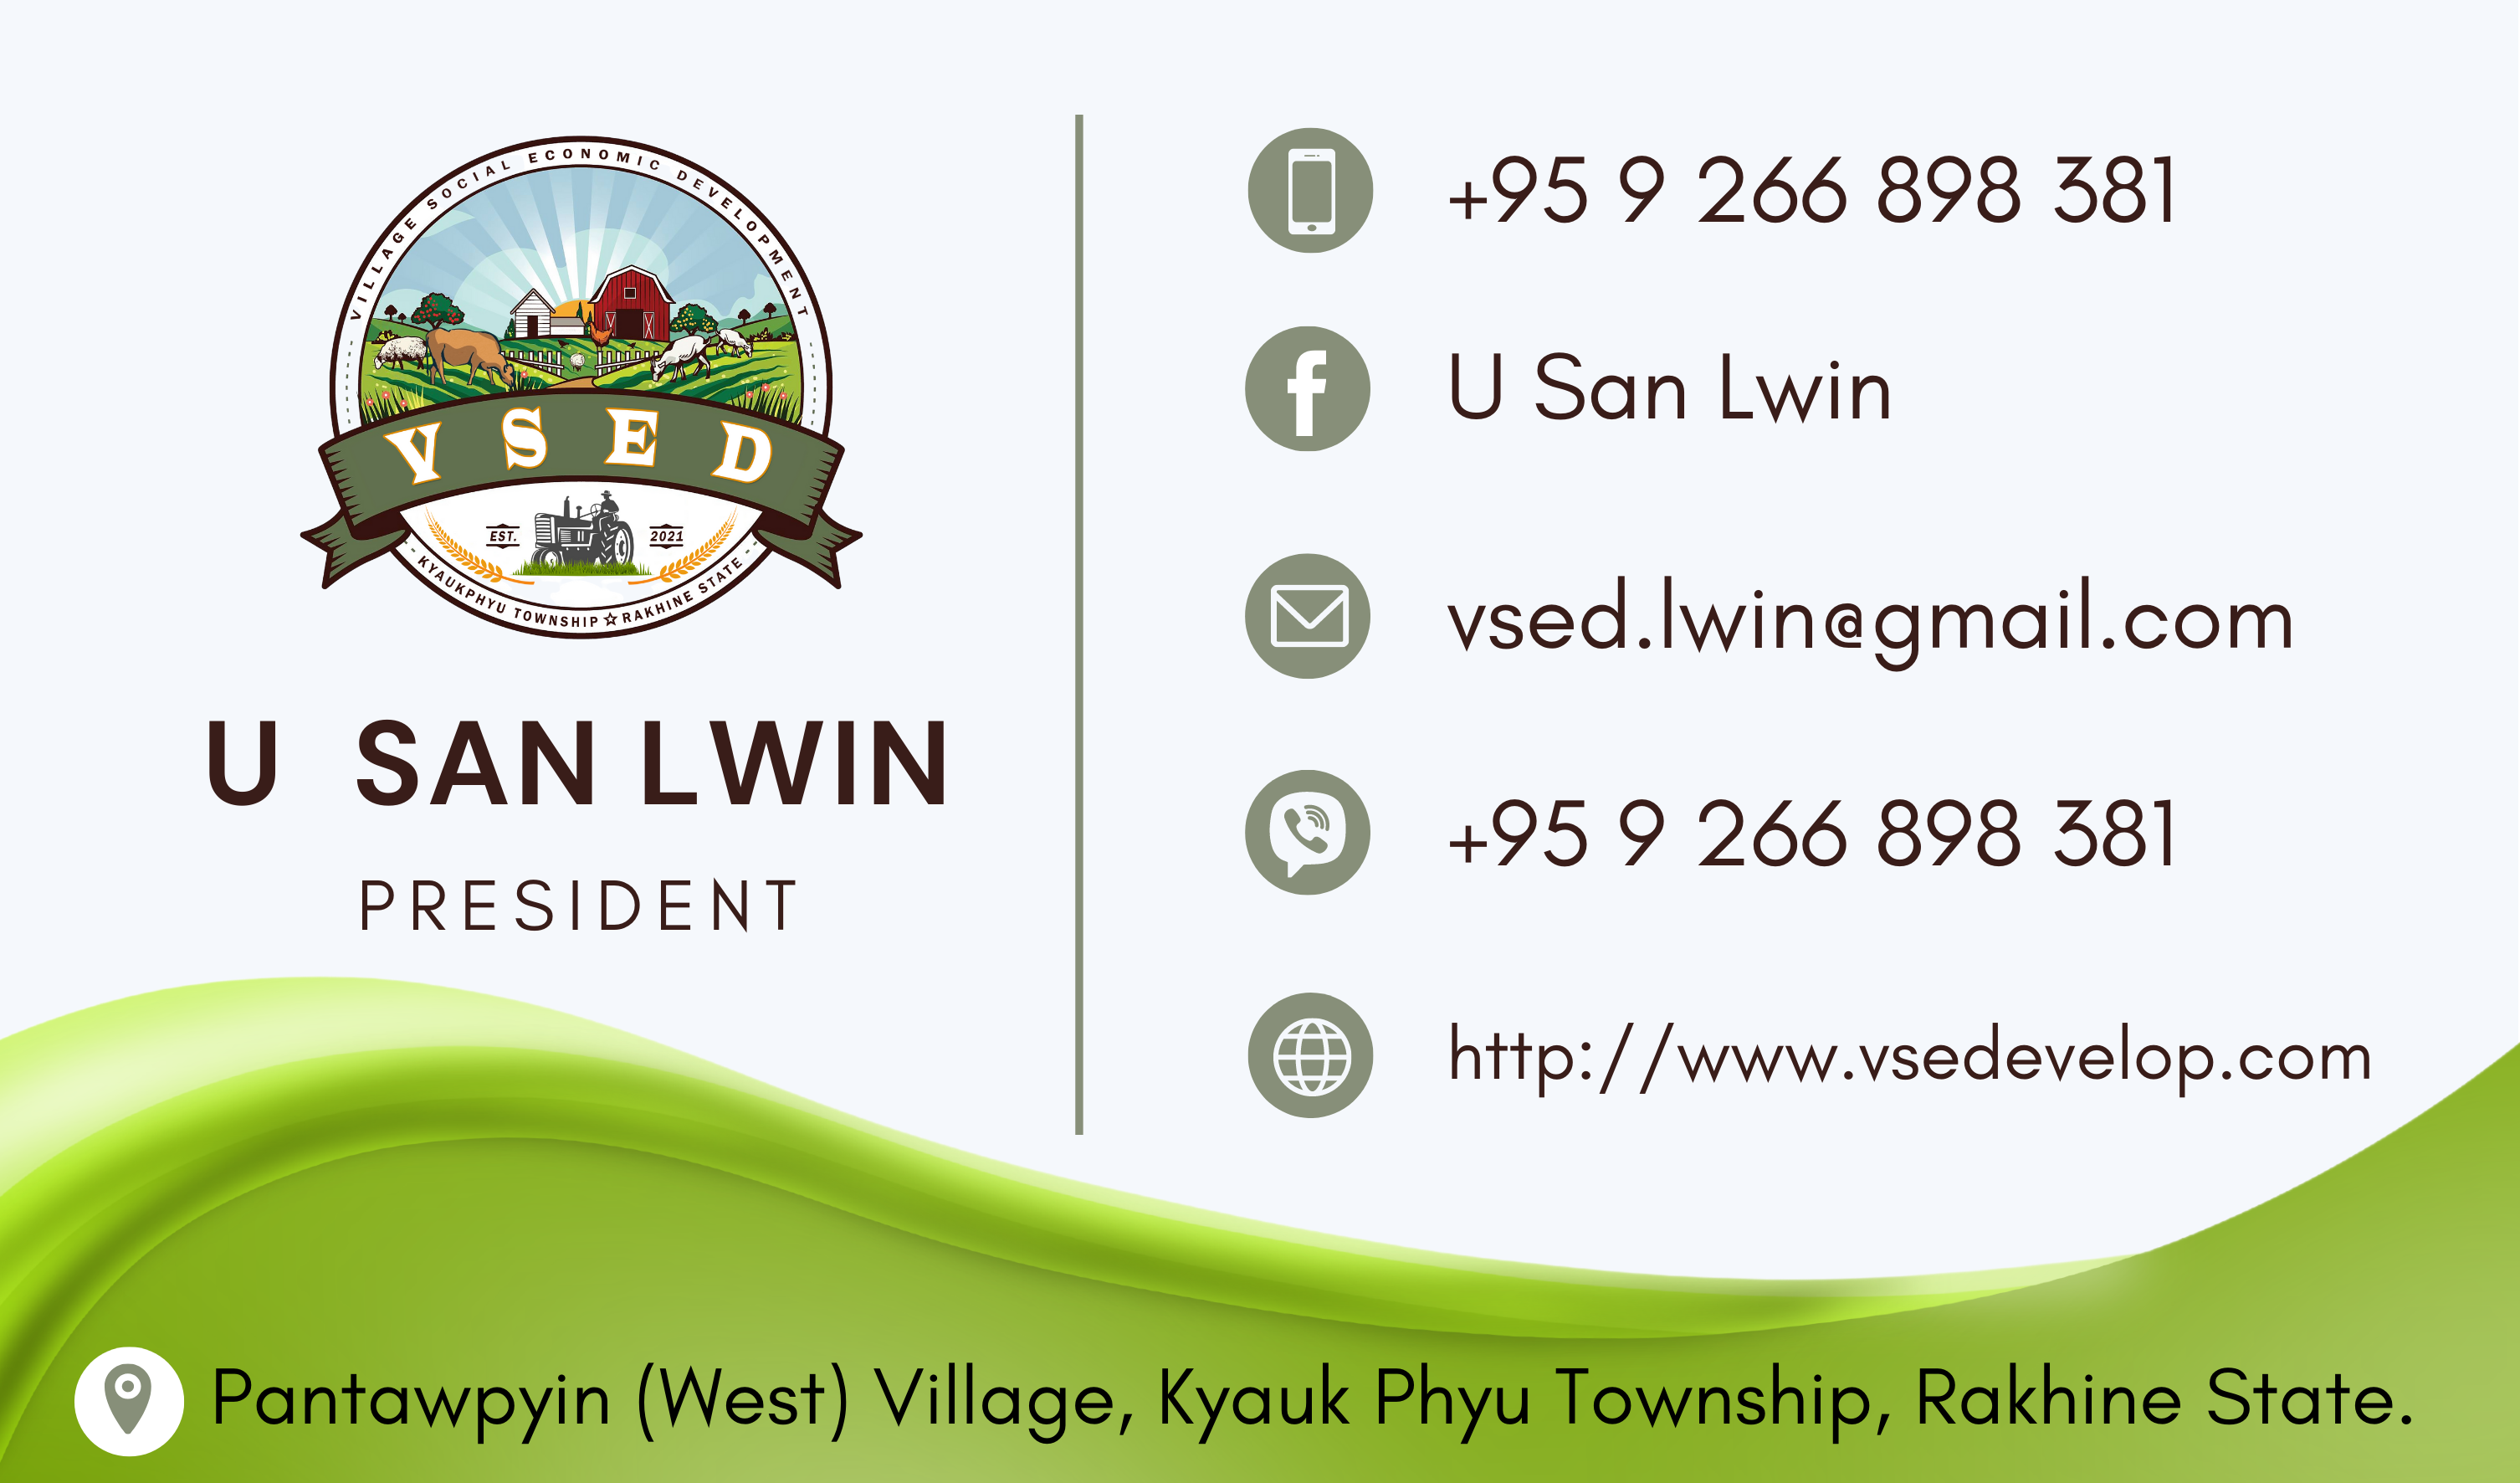 VILLAGE SOCIAL ECONOMIC DEVELOPMENT
VSED
EST. 2021
KYAUKPHYU TOWNSHIP ☆ RAKHINE STATE
U SAN LWIN
PRESIDENT
+95 9 266 898 381
U San Lwin
vsed.lwin@gmail.com
+95 9 266 898 381
http://www.vsedevelop.com
Pantawpyin (West) Village, Kyauk Phyu Township, Rakhine State.